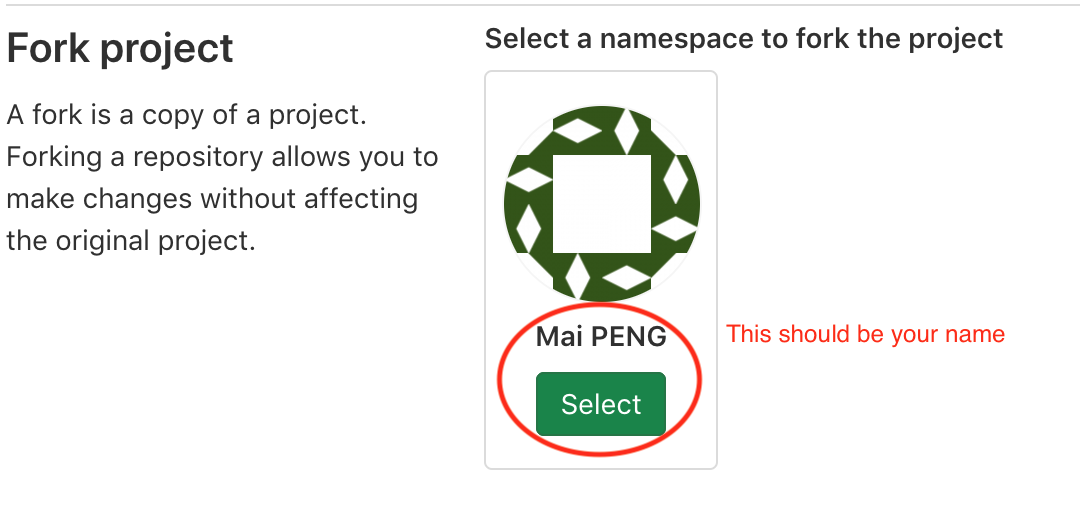 Fork project
A fork is a copy of a project.
Forking a repository allows you to
make changes without affecting
the original project.
Select a namespace to fork the project
Mai PENG
Select
This should be your name